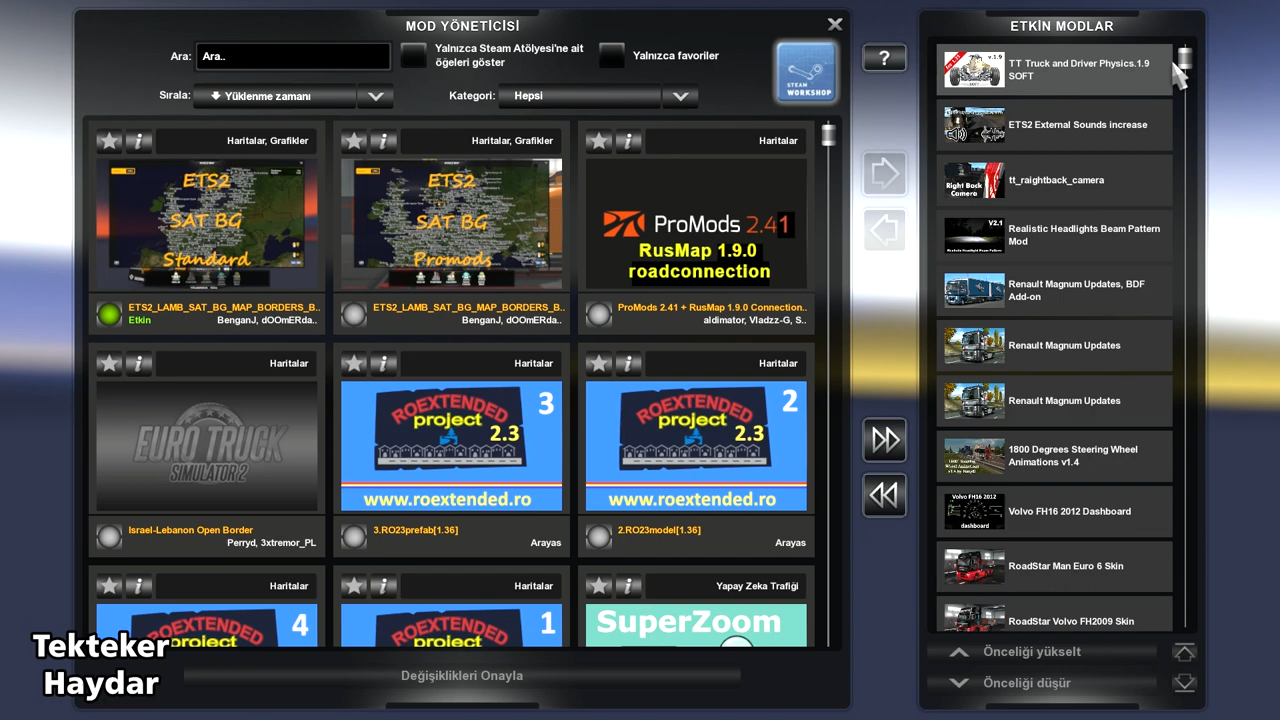 MOD YÖNETİCİSİ
Ara:
Ara..
Yalnızca Steam Atölyesi'ne ait
öğeleri göster
Yalnızca favoriler
STEAM
WORKSHOP
Sırala:
Yüklenme zamanı
Kategori:
Hepsi
Haritalar, Grafikler
ETS2
SAT BG
Standard
ETS2_LAMB_SAT_BG_MAP_BORDERS_B..
Etkin
BenganJ, dOOmERda..
Haritalar, Grafikler
ETS2
SAT BG
Promods
ETS2_LAMB_SAT_BG_MAP_BORDERS_B..
BenganJ, dOOmERda..
Haritalar
ProMods 2.41
RusMap 1.9.0
roadconnection
ProMods 2.41 + RusMap 1.9.0 Connection..
aldimator, Vladzz-G, S..
Haritalar
EURO TRUCK
SIMULATOR 2
Israel-Lebanon Open Border
Perryd, 3xtremor_PL
Haritalar
3
ROEXTENDED
project
2.3
www.roextended.ro
3.RO23prefab[1.36]
Arayas
Haritalar
2
ROEXTENDED
project
2.3
www.roextended.ro
2.RO23model[1.36]
Arayas
Haritalar
4
ROEXTENDED
project
Haritalar
1
ROEXTENDED
project
Yapay Zeka Trafiği
SuperZoom
Değişiklikleri Onayla
Tekteker
Haydar
?
ETKİN MODLAR
v.1.9
TT Truck and Driver Physics.1.9
SOFT
ETS2 External Sounds increase
Right Back
Camera
tt_raightback_camera
V2.1
Realistic Headlights Beam Pattern
Mod
Renault Magnum Updates, BDF
Add-on
Renault Magnum Updates
Renault Magnum Updates
1800 Degrees Steering Wheel
Animations v1.4
Volvo FH16 2012
dashboard
Volvo FH16 2012 Dashboard
RoadStar Man Euro 6 Skin
RoadStar Volvo FH2009 Skin
Önceliği yükselt
Önceliği düşür